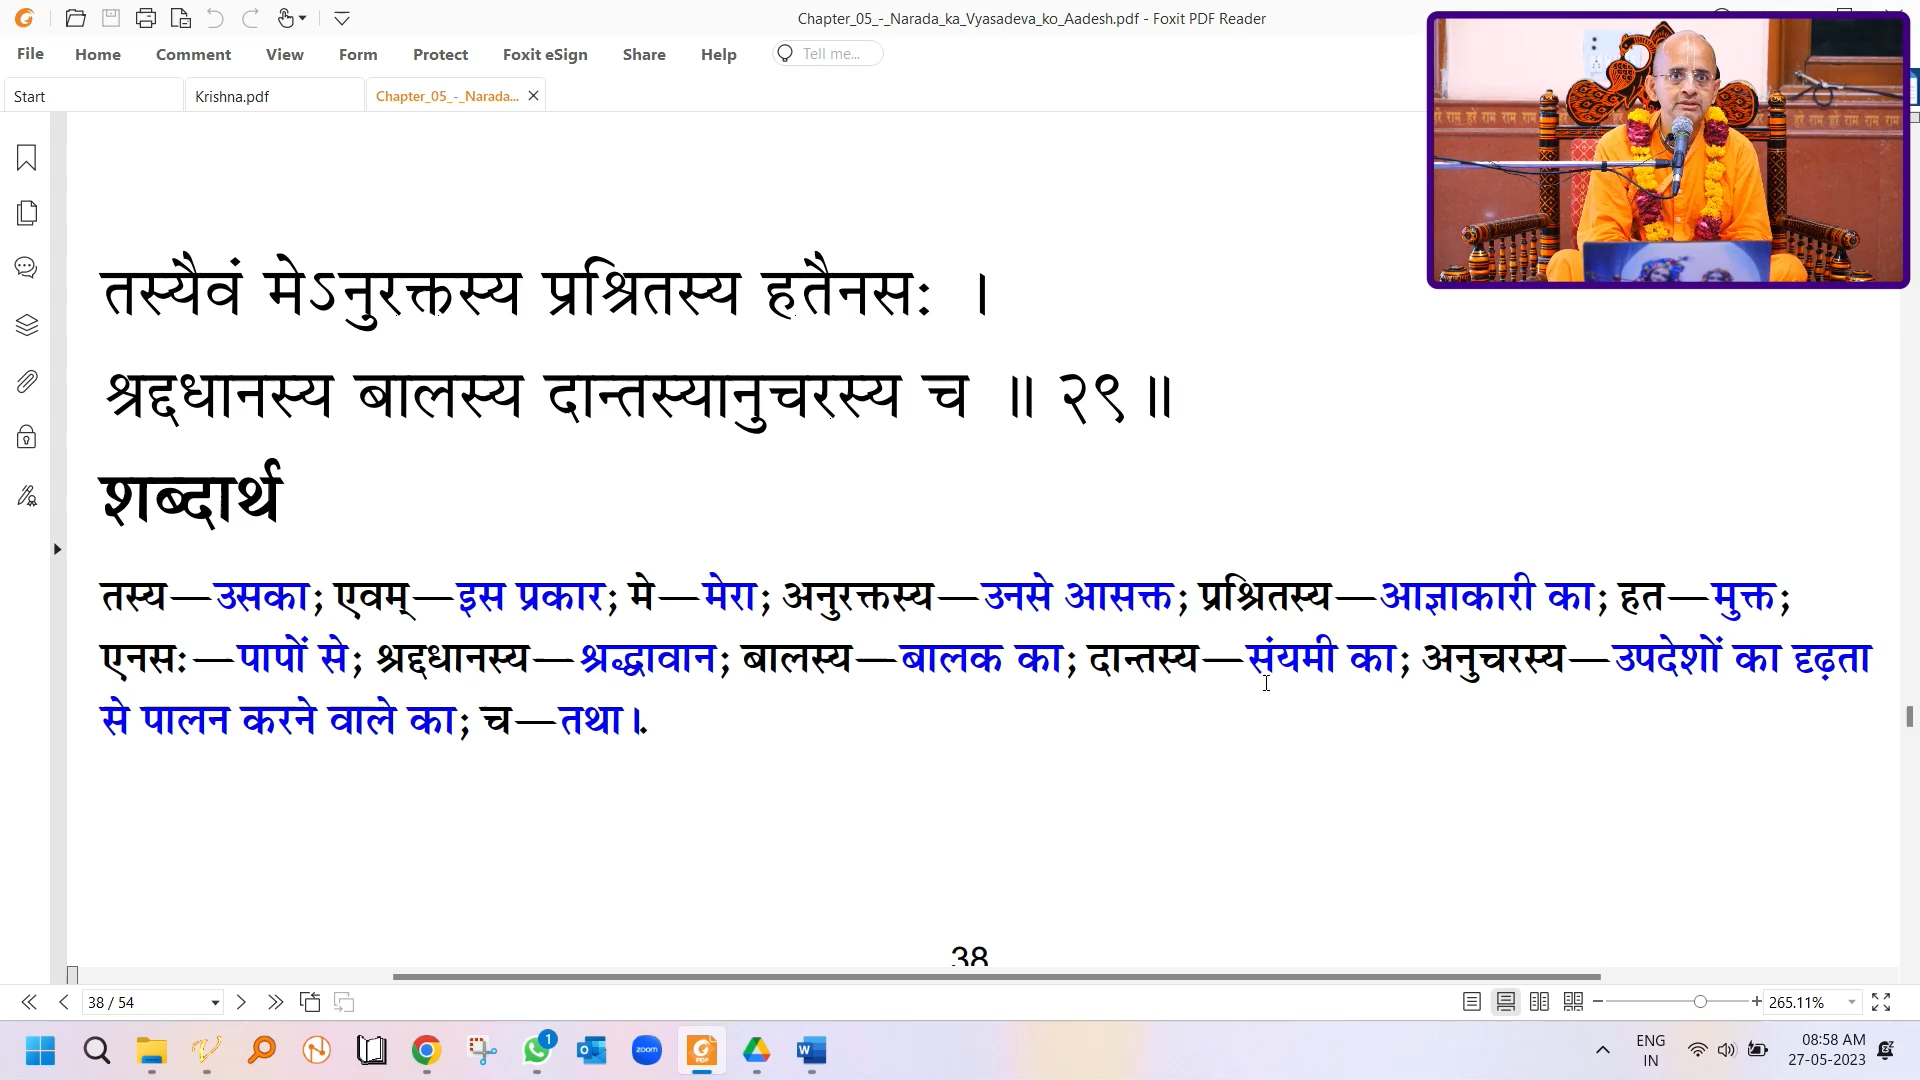 Chapter_05_-_Narada_ka_Vyasadeva_ko_Aadesh.pdf - Foxit PDF Reader
File Home Comment View Form Protect Foxit eSign Share Help Tell me...
Start Krishna.pdf Chapter_05_-_Narada...
तस्यैवं मेऽनुरक्तस्य प्रश्रितस्य हतैनसः ।
श्रद्दधानस्य बालस्य दान्तस्यानुचरस्य च ॥ २९॥
शब्दार्थ
तस्य—उसका; एवम्—इस प्रकार; मे—मेरा; अनुरक्तस्य—उनसे आसक्त; प्रश्रितस्य—आज्ञाकारी का; हत—मुक्त;
एनसः—पापों से; श्रद्दधानस्य—श्रद्धावान; बालस्य—बालक का; दान्तस्य—संयमी का; अनुचरस्य—उपदेशों का दृढ़ता
से पालन करने वाले का; च—तथा।.
38
38 / 54
265.11%
zoom
1
ENG
IN
08:58 AM
27-05-2023